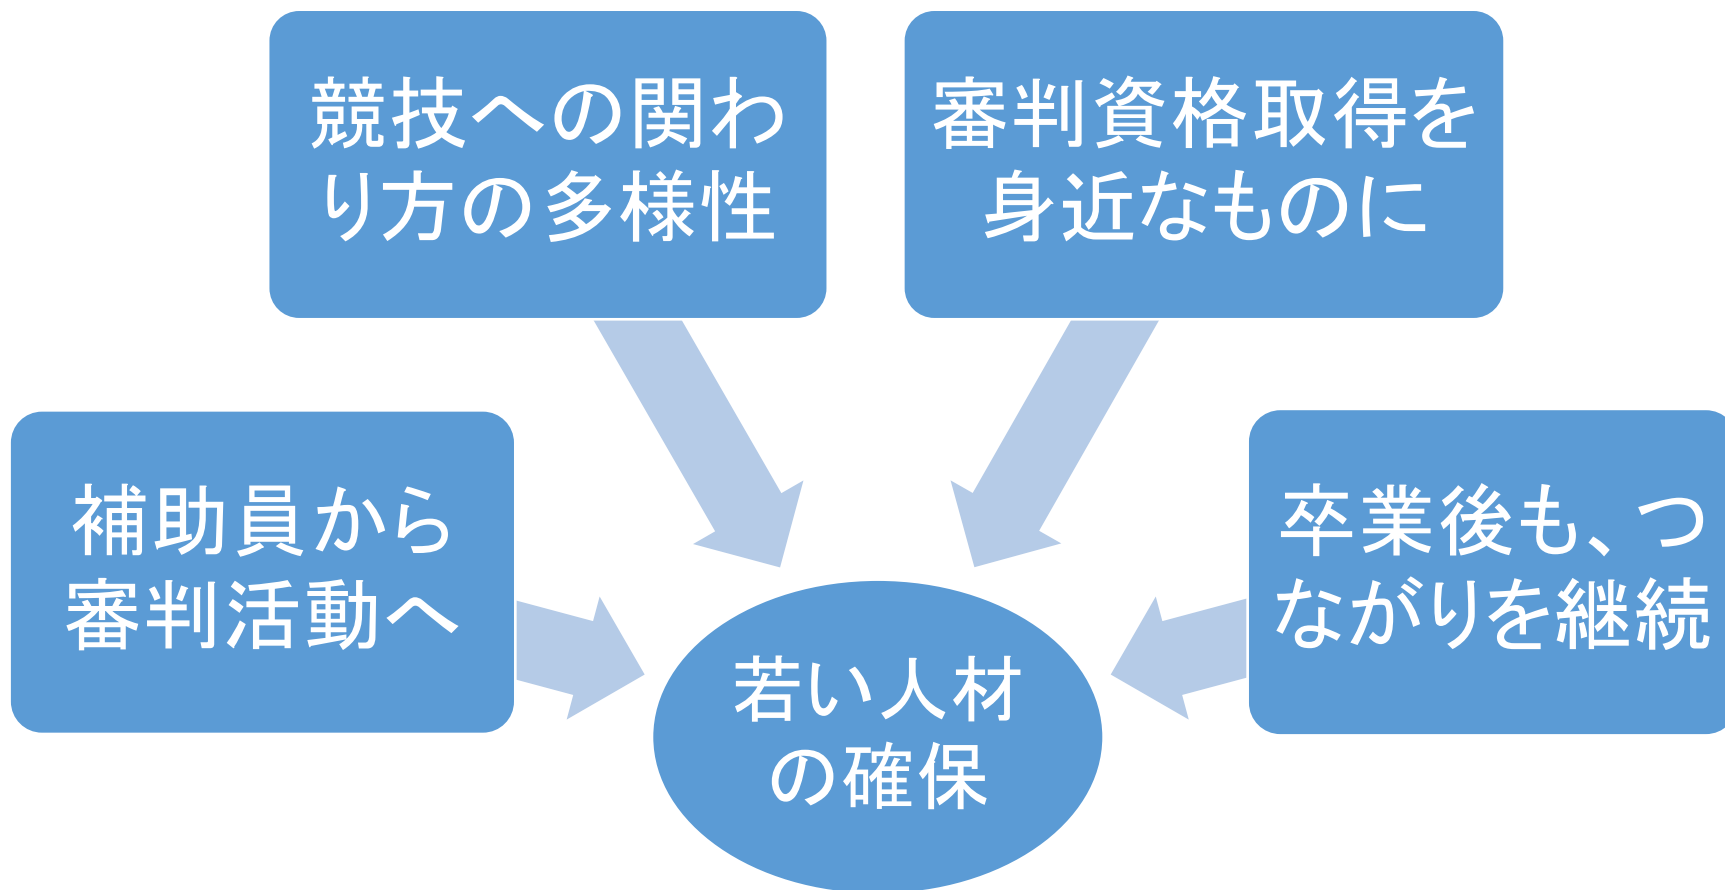 競技への関わ
り方の多様性
審判資格取得を
身近なものに
補助員から
審判活動へ
卒業後も、つ
ながりを継続
若い人材
の確保